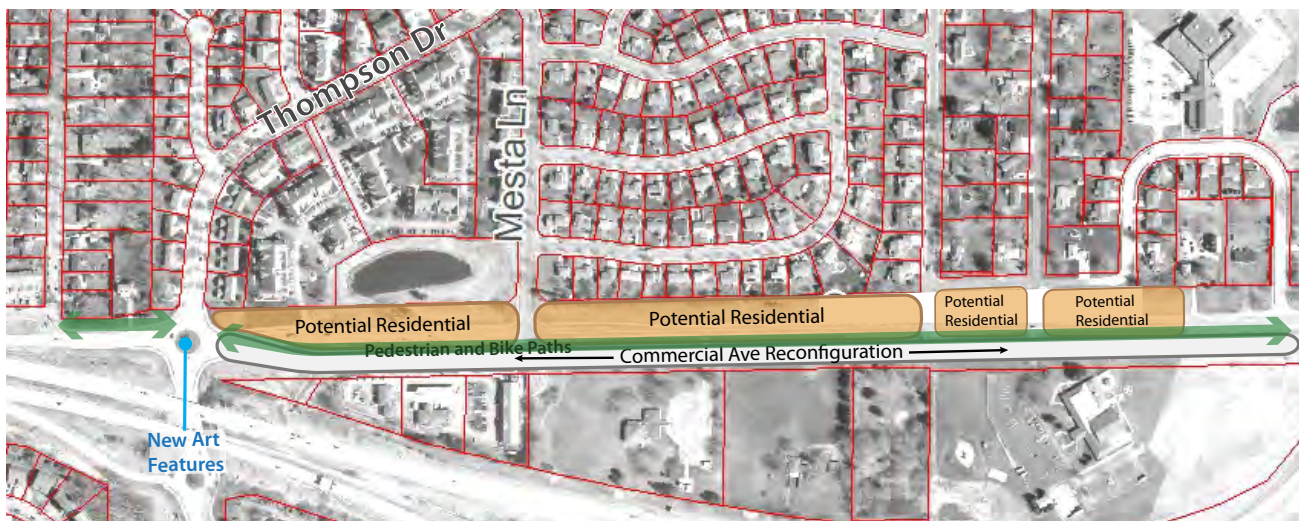 Thompson Dr
Mesta Ln
Potential Residential
Potential Residential
Potential
Residential
Potential
Residential
Pedestrian and Bike Paths
Commercial Ave Reconfiguration
New Art
Features